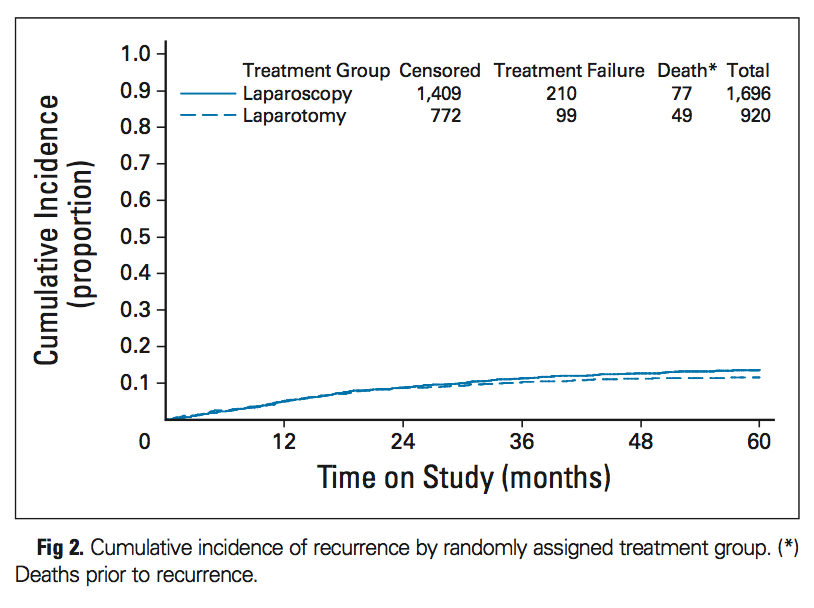 1.0
0.9
0.8
0.7
0.6
0.5
0.4
0.3
0.2
0.1
0
Cumulative Incidence
(proportion)
Treatment Group Censored Treatment Failure Death* Total
Laparoscopy 1,409 210 77 1,696
Laparotomy 772 99 49 920
12 24 36 48 60
Time on Study (months)
Fig 2. Cumulative incidence of recurrence by randomly assigned treatment group. (*)
Deaths prior to recurrence.